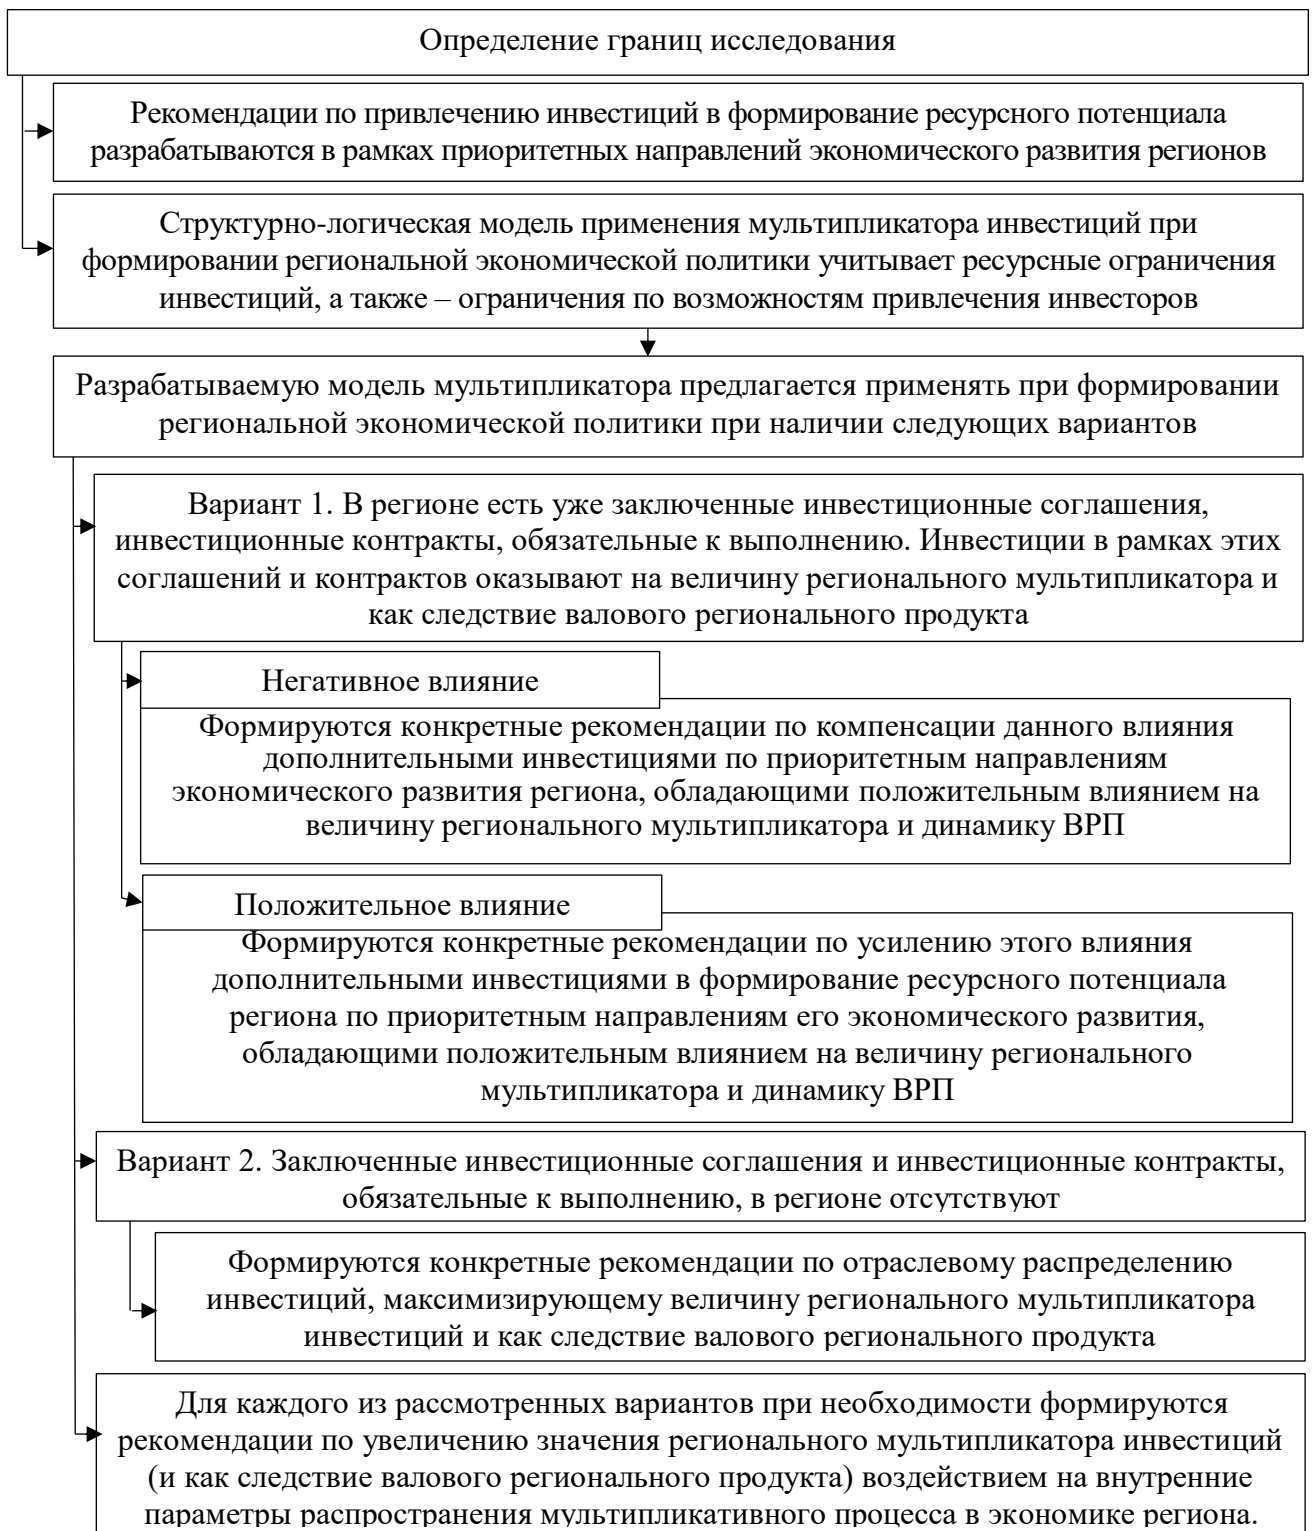 Определение границ исследования
Рекомендации по привлечению инвестиций в формирование ресурсного потенциала
разрабатываются в рамках приоритетных направлений экономического развития регионов
Структурно-логическая модель применения мультипликатора инвестиций при
формировании региональной экономической политики учитывает ресурсные ограничения
инвестиций, а также – ограничения по возможностям привлечения инвесторов
Разрабатываемую модель мультипликатора предлагается применять при формировании
региональной экономической политики при наличии следующих вариантов
Вариант 1. В регионе есть уже заключенные инвестиционные соглашения,
инвестиционные контракты, обязательные к выполнению. Инвестиции в рамках этих
соглашений и контрактов оказывают на величину регионального мультипликатора и
как следствие валового регионального продукта
Негативное влияние
Формируются конкретные рекомендации по компенсации данного влияния
дополнительными инвестициями по приоритетным направлениям
экономического развития региона, обладающими положительным влиянием на
величину регионального мультипликатора и динамику ВРП
Положительное влияние
Формируются конкретные рекомендации по усилению этого влияния
дополнительными инвестициями в формирование ресурсного потенциала
региона по приоритетным направлениям его экономического развития,
обладающими положительным влиянием на величину регионального
мультипликатора и динамику ВРП
Вариант 2. Заключенные инвестиционные соглашения и инвестиционные контракты,
обязательные к выполнению, в регионе отсутствуют
Формируются конкретные рекомендации по отраслевому распределению
инвестиций, максимизирующему величину регионального мультипликатора
инвестиций и как следствие валового регионального продукта
Для каждого из рассмотренных вариантов при необходимости формируются
рекомендации по увеличению значения регионального мультипликатора инвестиций
(и как следствие валового регионального продукта) воздействием на внутренние
параметры распространения мультипликативного процесса в экономике региона.